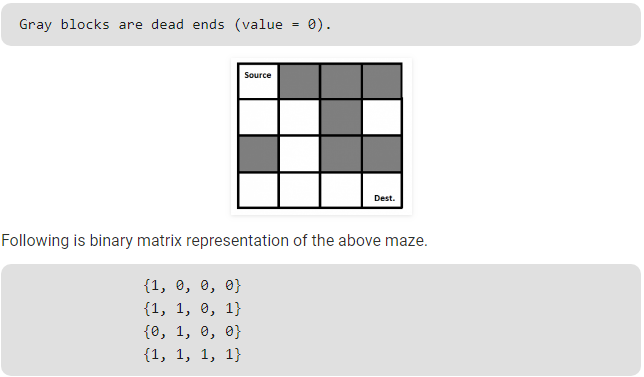 Gray blocks are dead ends (value = 0).
Source
Dest.
Following is binary matrix representation of the above maze.
{1, 0, 0, 0}
{1, 1, 0, 1}
{0, 1, 0, 0}
{1, 1, 1, 1}